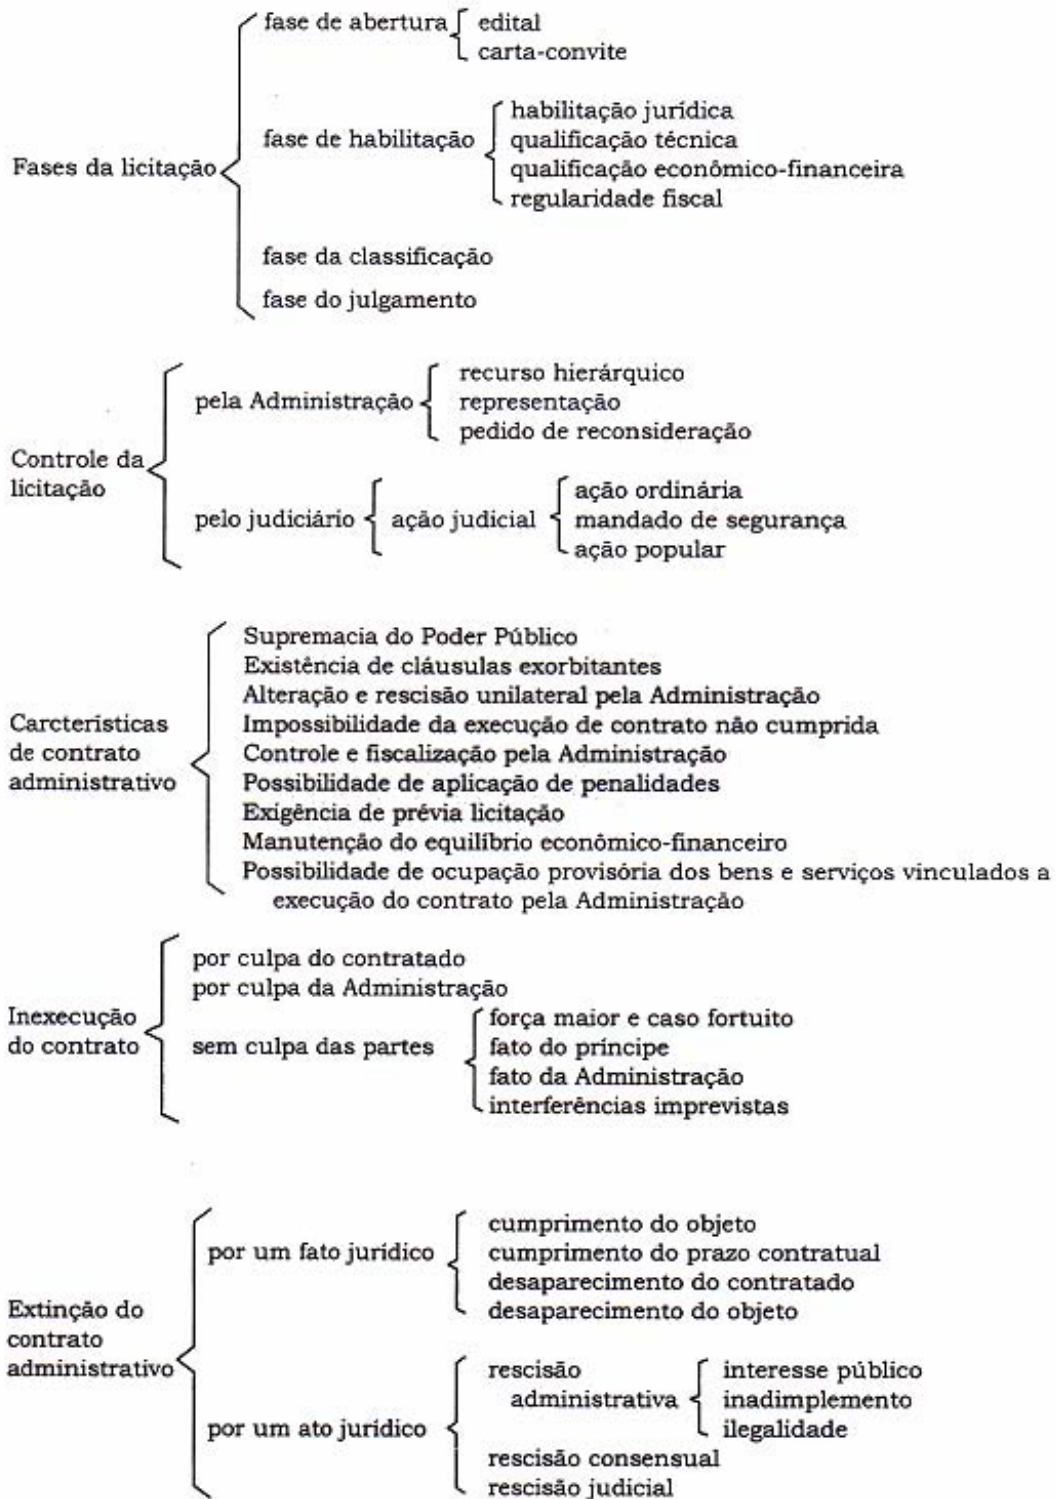 fase de abertura
edital
carta-convite
Fases da licitação
fase de habilitação
habilitação jurídica
qualificação técnica
qualificação econômico-financeira
regularidade fiscal
fase da classificação
fase do julgamento
Controle da
licitação
pela Administração
recurso hierárquico
representação
pedido de reconsideração
pelo judiciário
ação judicial
ação ordinária
mandado de segurança
ação popular
Carcterísticas
de contrato
administrativo
Supremacia do Poder Público
Existência de cláusulas exorbitantes
Alteração e rescisão unilateral pela Administração
Impossibilidade da execução de contrato não cumprida
Controle e fiscalização pela Administração
Possibilidade de aplicação de penalidades
Exigência de prévia licitação
Manutenção do equilíbrio econômico-financeiro
Possibilidade de ocupação provisória dos bens e serviços vinculados a
execução do contrato pela Administração
Inexecução
do contrato
por culpa do contratado
por culpa da Administração
sem culpa das partes
força maior e caso fortuito
fato do príncipe
fato da Administração
interferências imprevistas
Extinção do
contrato
administrativo
por um fato jurídico
cumprimento do objeto
cumprimento do prazo contratual
desaparecimento do contratado
desaparecimento do objeto
por um ato jurídico
rescisão
administrativa
interesse público
inadimplemento
ilegalidade
rescisão consensual
rescisão judicial